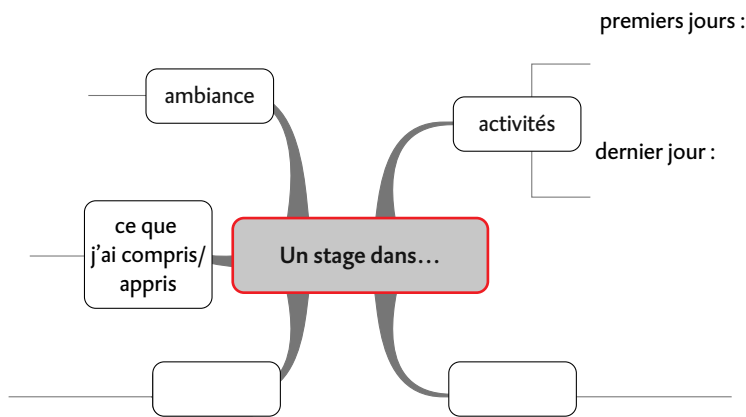 premiers jours :
ambiance
activités
dernier jour :
ce que
j'ai compris/
appris
Un stage dans…